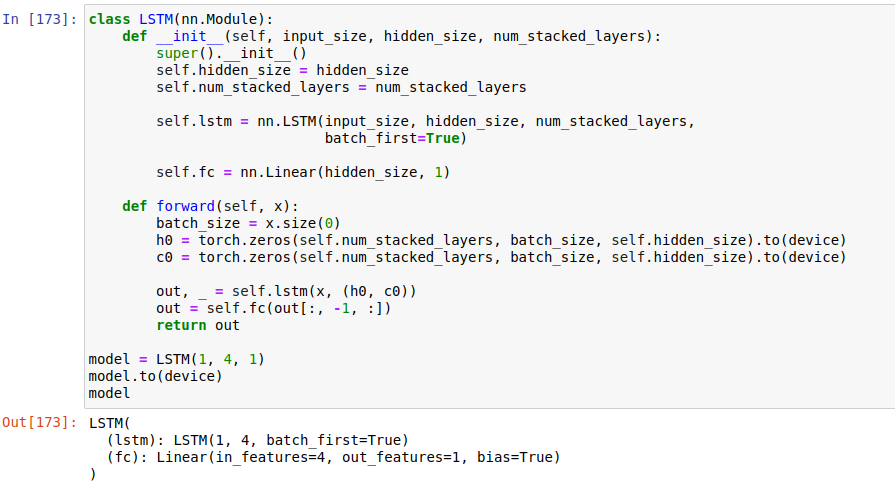 In [173]: class LSTM(nn.Module):
    def __init__(self, input_size, hidden_size, num_stacked_layers):
        super().__init__()
        self.hidden_size = hidden_size
        self.num_stacked_layers = num_stacked_layers

        self.lstm = nn.LSTM(input_size, hidden_size, num_stacked_layers,
                            batch_first=True)

        self.fc = nn.Linear(hidden_size, 1)

    def forward(self, x):
        batch_size = x.size(0)
        h0 = torch.zeros(self.num_stacked_layers, batch_size, self.hidden_size).to(device)
        c0 = torch.zeros(self.num_stacked_layers, batch_size, self.hidden_size).to(device)

        out, _ = self.lstm(x, (h0, c0))
        out = self.fc(out[:, -1, :])
        return out

model = LSTM(1, 4, 1)
model.to(device)
model
Out[173]: LSTM(
  (lstm): LSTM(1, 4, batch_first=True)
  (fc): Linear(in_features=4, out_features=1, bias=True)
)